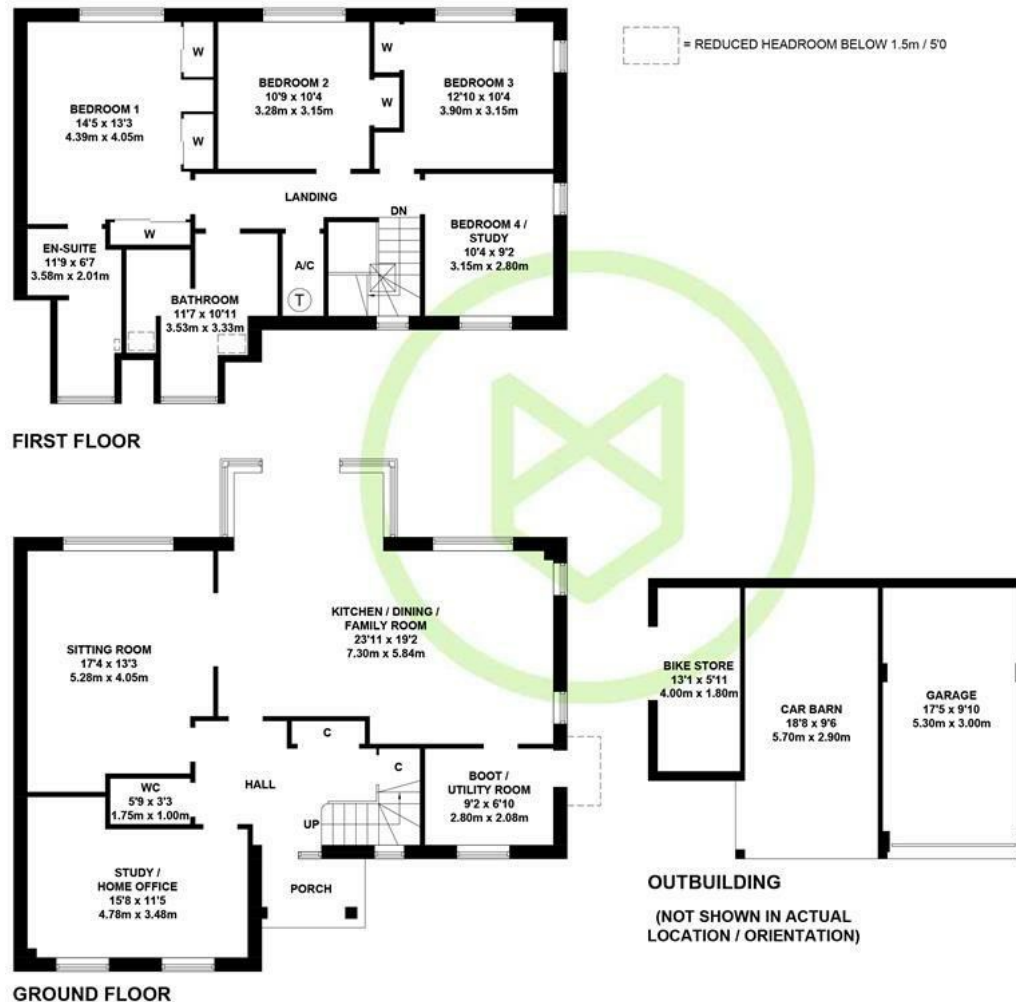 = REDUCED HEADROOM BELOW 1.5m / 5'0
BEDROOM 1
14'5 x 13'3
4.39m x 4.05m
W
W
W
BEDROOM 2
10'9 x 10'4
3.28m x 3.15m
W
W
BEDROOM 3
12'10 x 10'4
3.90m x 3.15m
LANDING
DN
BEDROOM 4 /
STUDY
10'4 x 9'2
3.15m x 2.80m
EN-SUITE
11'9 x 6'7
3.58m x 2.01m
BATHROOM
11'7 x 10'11
3.53m x 3.33m
A/C
T
FIRST FLOOR
SITTING ROOM
17'4 x 13'3
5.28m x 4.05m
KITCHEN / DINING /
FAMILY ROOM
23'11 x 19'2
7.30m x 5.84m
C
C
HALL
WC
5'9 x 3'3
1.75m x 1.00m
UP
BOOT /
UTILITY ROOM
9'2 x 6'10
2.80m x 2.08m
STUDY /
HOME OFFICE
15'8 x 11'5
4.78m x 3.48m
PORCH
GROUND FLOOR
BIKE STORE
13'1 x 5'11
4.00m x 1.80m
CAR BARN
18'8 x 9'6
5.70m x 2.90m
GARAGE
17'5 x 9'10
5.30m x 3.00m
OUTBUILDING
(NOT SHOWN IN ACTUAL
LOCATION / ORIENTATION)